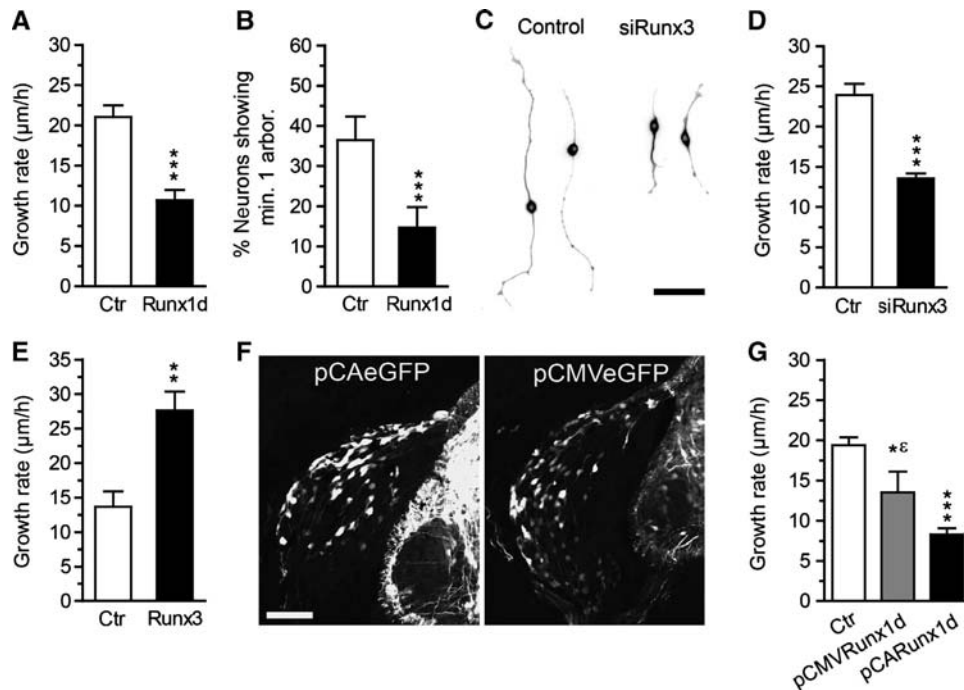 A
Growth rate (µm/h)
30
25
20
15
10
5
0
***
Ctr
Runx1d
B
% Neurons showing
min. 1 arbor.
60
50
40
30
20
10
0
***
Ctr
Runx1d
C
Control
siRunx3
D
Growth rate (µm/h)
30
25
20
15
10
5
0
***
Ctr
siRunx3
E
Growth rate (µm/h)
35
30
25
20
15
10
5
0
**
Ctr
Runx3
F
pCAeGFP
pCMVeGFP
G
Growth rate (µm/h)
30
25
20
15
10
5
0
*ε
***
Ctr
pCMVRunx1d
pCARunx1d